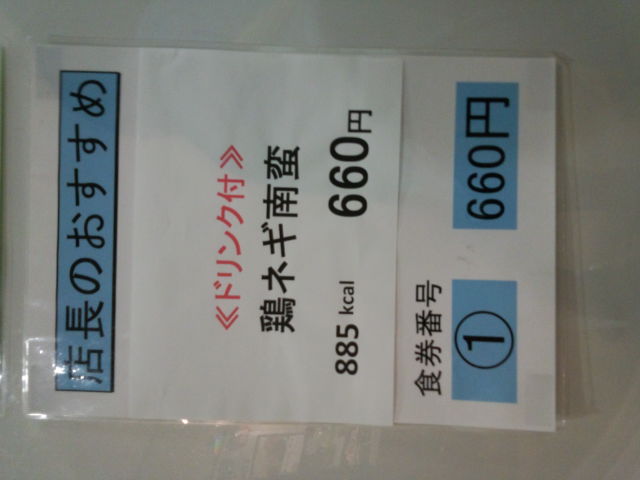 店長のおすすめ
≪ドリンク付≫
鶏ネギ南蛮
885 kcal 660円
食券番号
① 660円